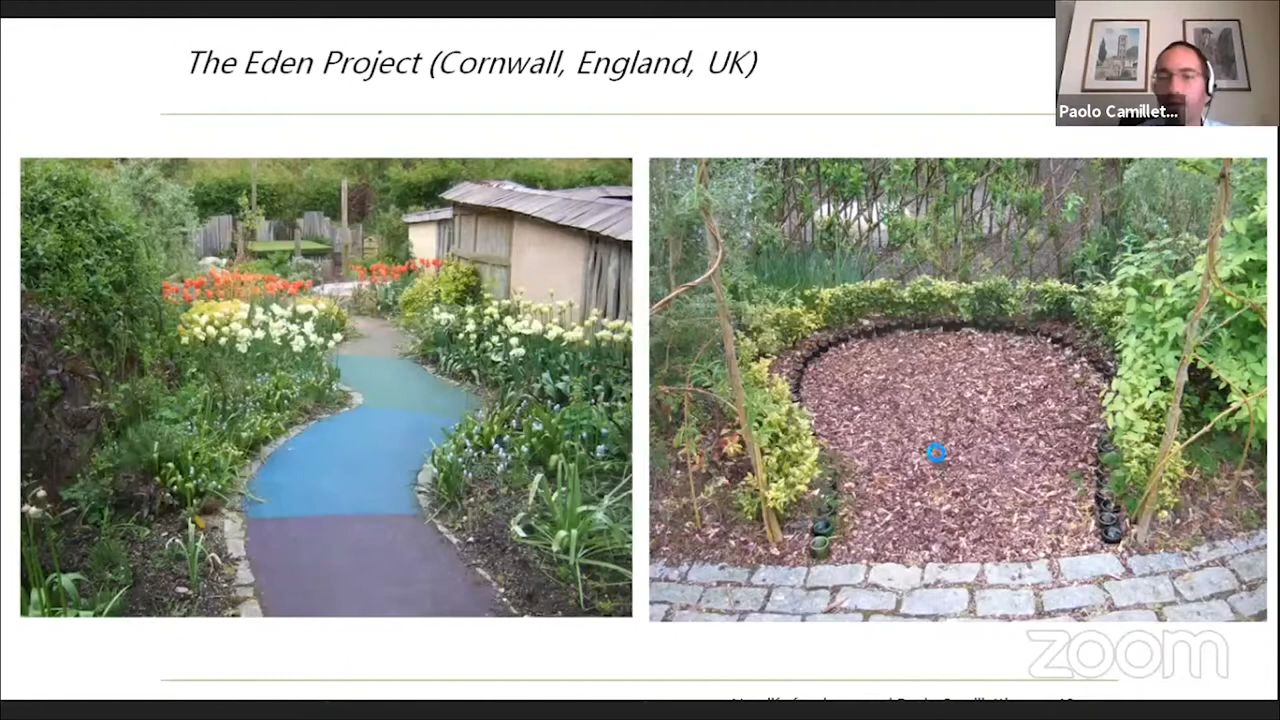 The Eden Project (Cornwall, England, UK)
Paolo Camillet...
zoom